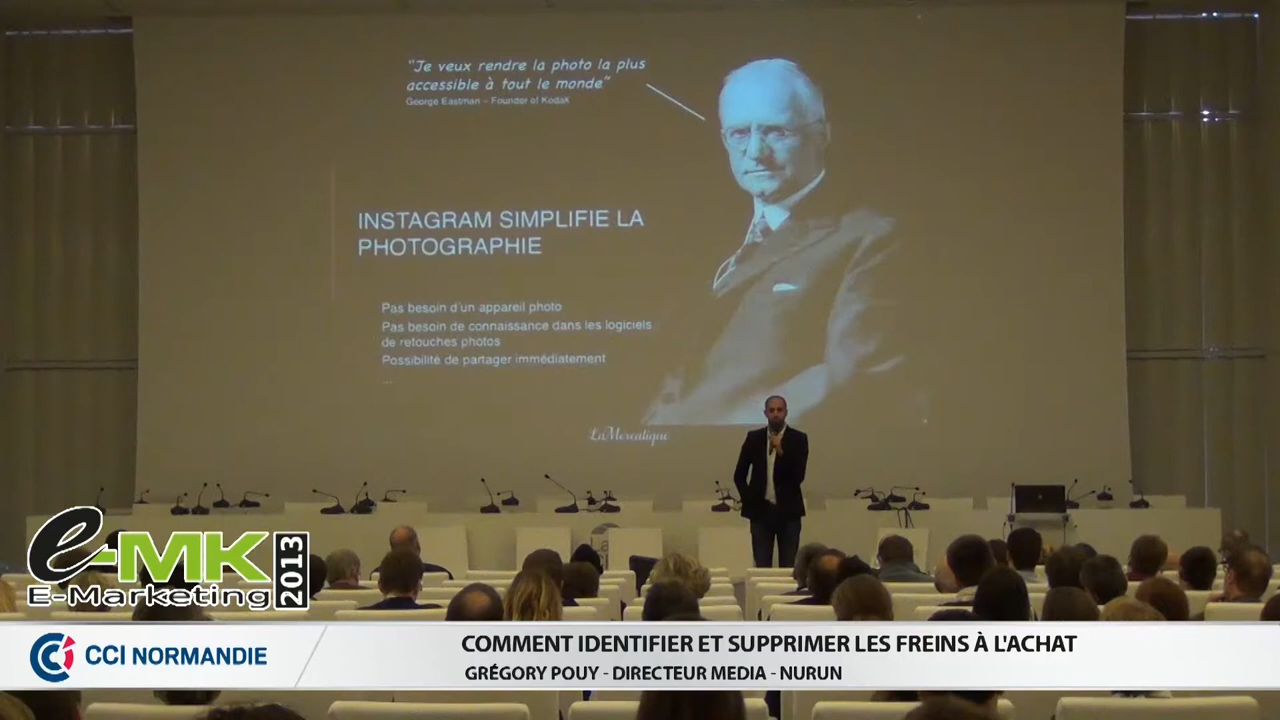 "Je veux rendre la photo la plus
accessible à tout le monde"
George Eastman - Founder of Kodak
INSTAGRAM SIMPLIFIE LA
PHOTOGRAPHIE
Pas besoin d'un appareil photo
Pas besoin de connaissance dans les logiciels
de retouches photos
Possibilité de partager immédiatement
...
LaMercatique
e-MK
E-Marketing
2013
CCI NORMANDIE
COMMENT IDENTIFIER ET SUPPRIMER LES FREINS À L'ACHAT
GRÉGORY POUY - DIRECTEUR MEDIA - NURUN